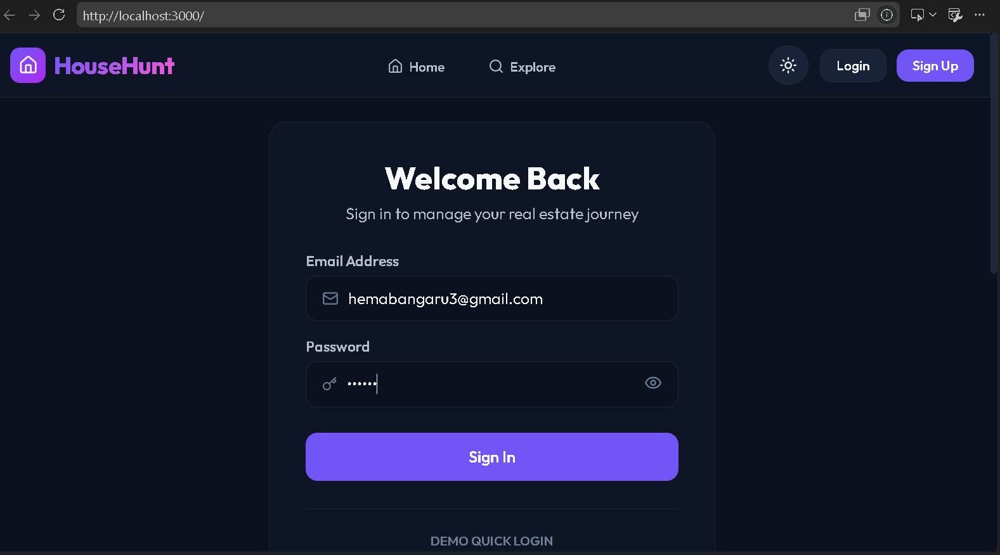 http://localhost:3000/
HouseHunt
Home
Explore
Login
Sign Up
Welcome Back
Sign in to manage your real estate journey
Email Address
hemabangaru3@gmail.com
Password
••••••
Sign In
DEMO QUICK LOGIN